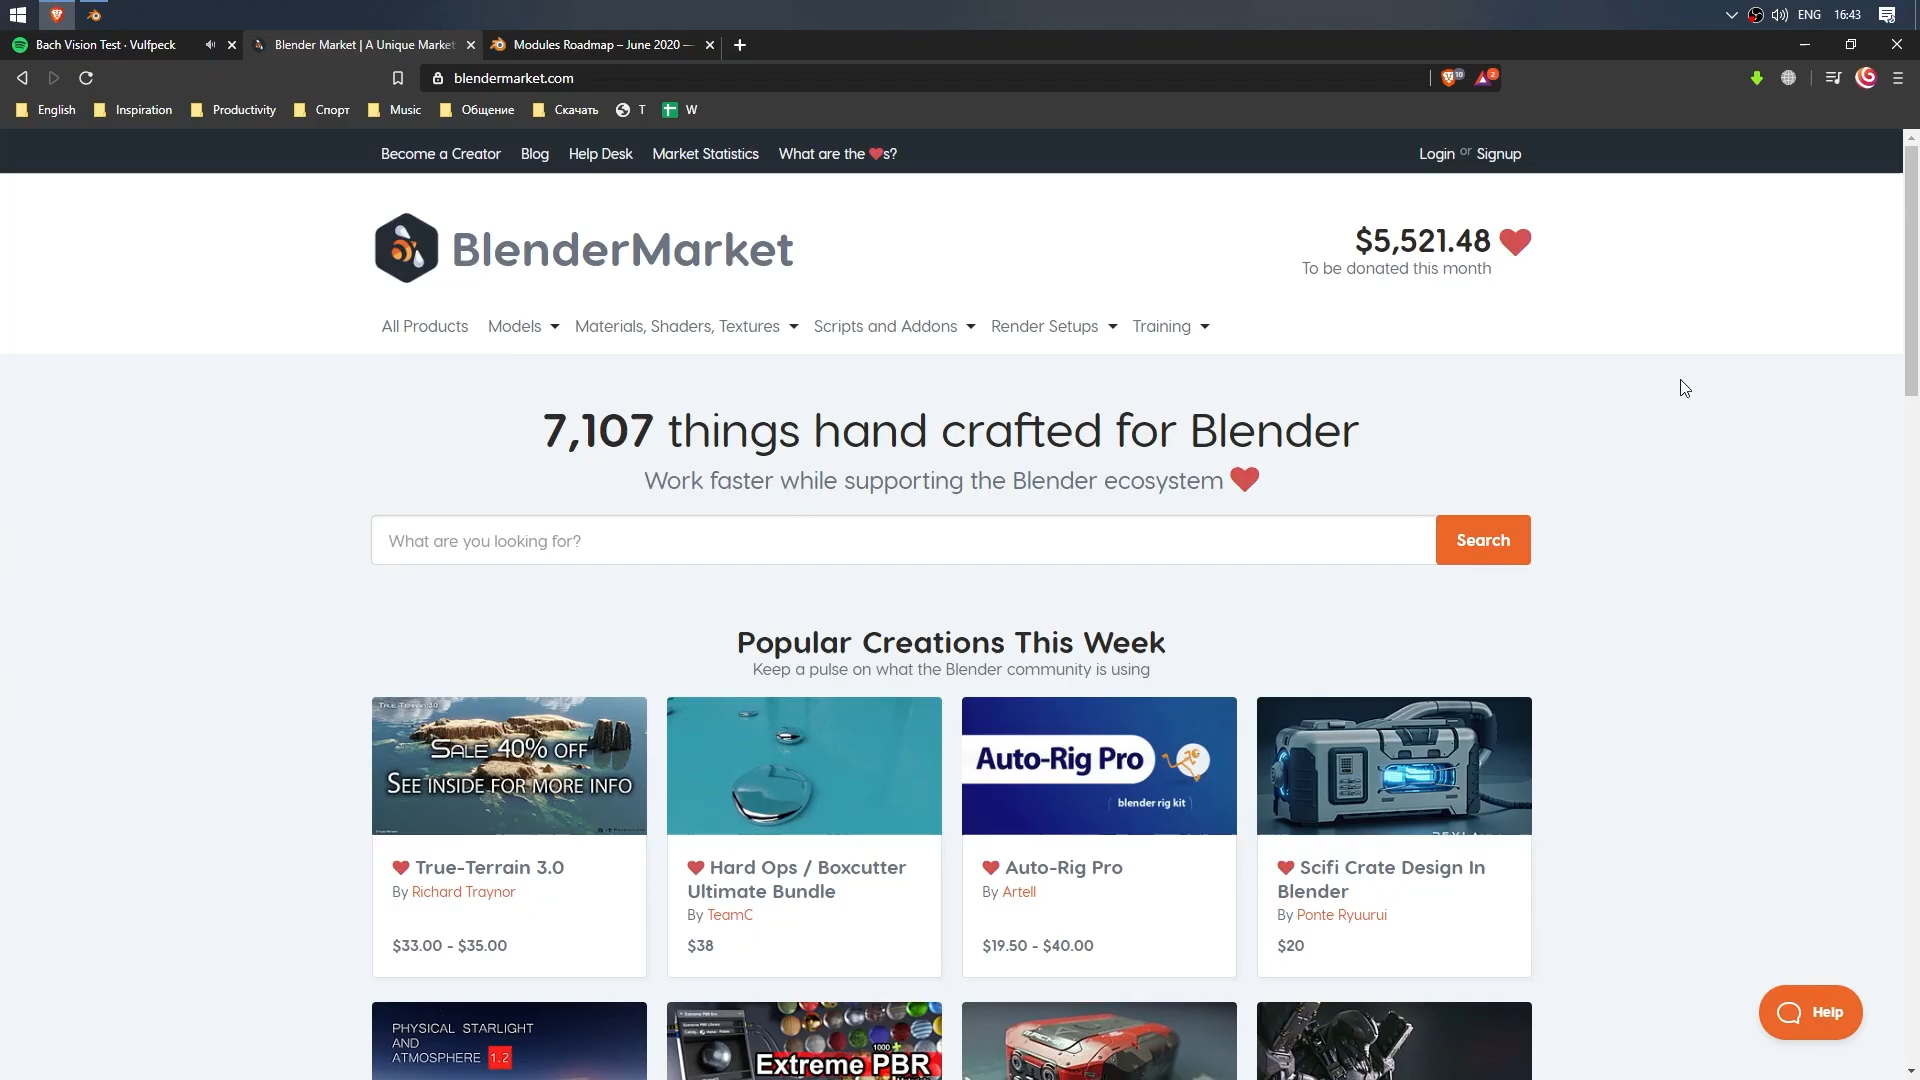 ENG 16:43
Bach Vision Test · Vulfpeck
Blender Market | A Unique Market
Modules Roadmap – June 2020 —
blendermarket.com
10
2
English Inspiration Productivity Спорт Music Общение Скачать T W
Become a Creator Blog Help Desk Market Statistics What are the ❤s?
Login or Signup
BlenderMarket
$5,521.48
To be donated this month
All Products Models Materials, Shaders, Textures Scripts and Addons Render Setups Training
7,107 things hand crafted for Blender
Work faster while supporting the Blender ecosystem
What are you looking for?
Search
Popular Creations This Week
Keep a pulse on what the Blender community is using
True Terrain 3.0
Sale 40% off
See inside for more info
True-Terrain 3.0
By Richard Traynor
$33.00 - $35.00
Hard Ops / Boxcutter
Ultimate Bundle
By TeamC
$38
Auto-Rig Pro
blender rig kit
Auto-Rig Pro
By Artell
$19.50 - $40.00
Scifi Crate Design In
Blender
By Ponte Ryuurui
$20
PHYSICAL STARLIGHT
AND
ATMOSPHERE 1.2
1000+
Extreme PBR
Help